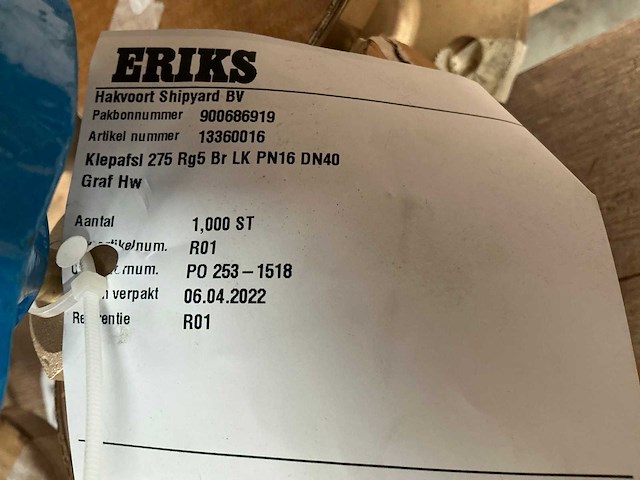 ERIKS
Hakvoort Shipyard BV
Pakbonnummer 900686919
Artikel nummer 13360016
Klepafsl 275 Rg5 Br LK PN16 DN40
Graf Hw
Aantal 1,000 ST
R01
PO 253-1518
verpakt 06.04.2022
R01